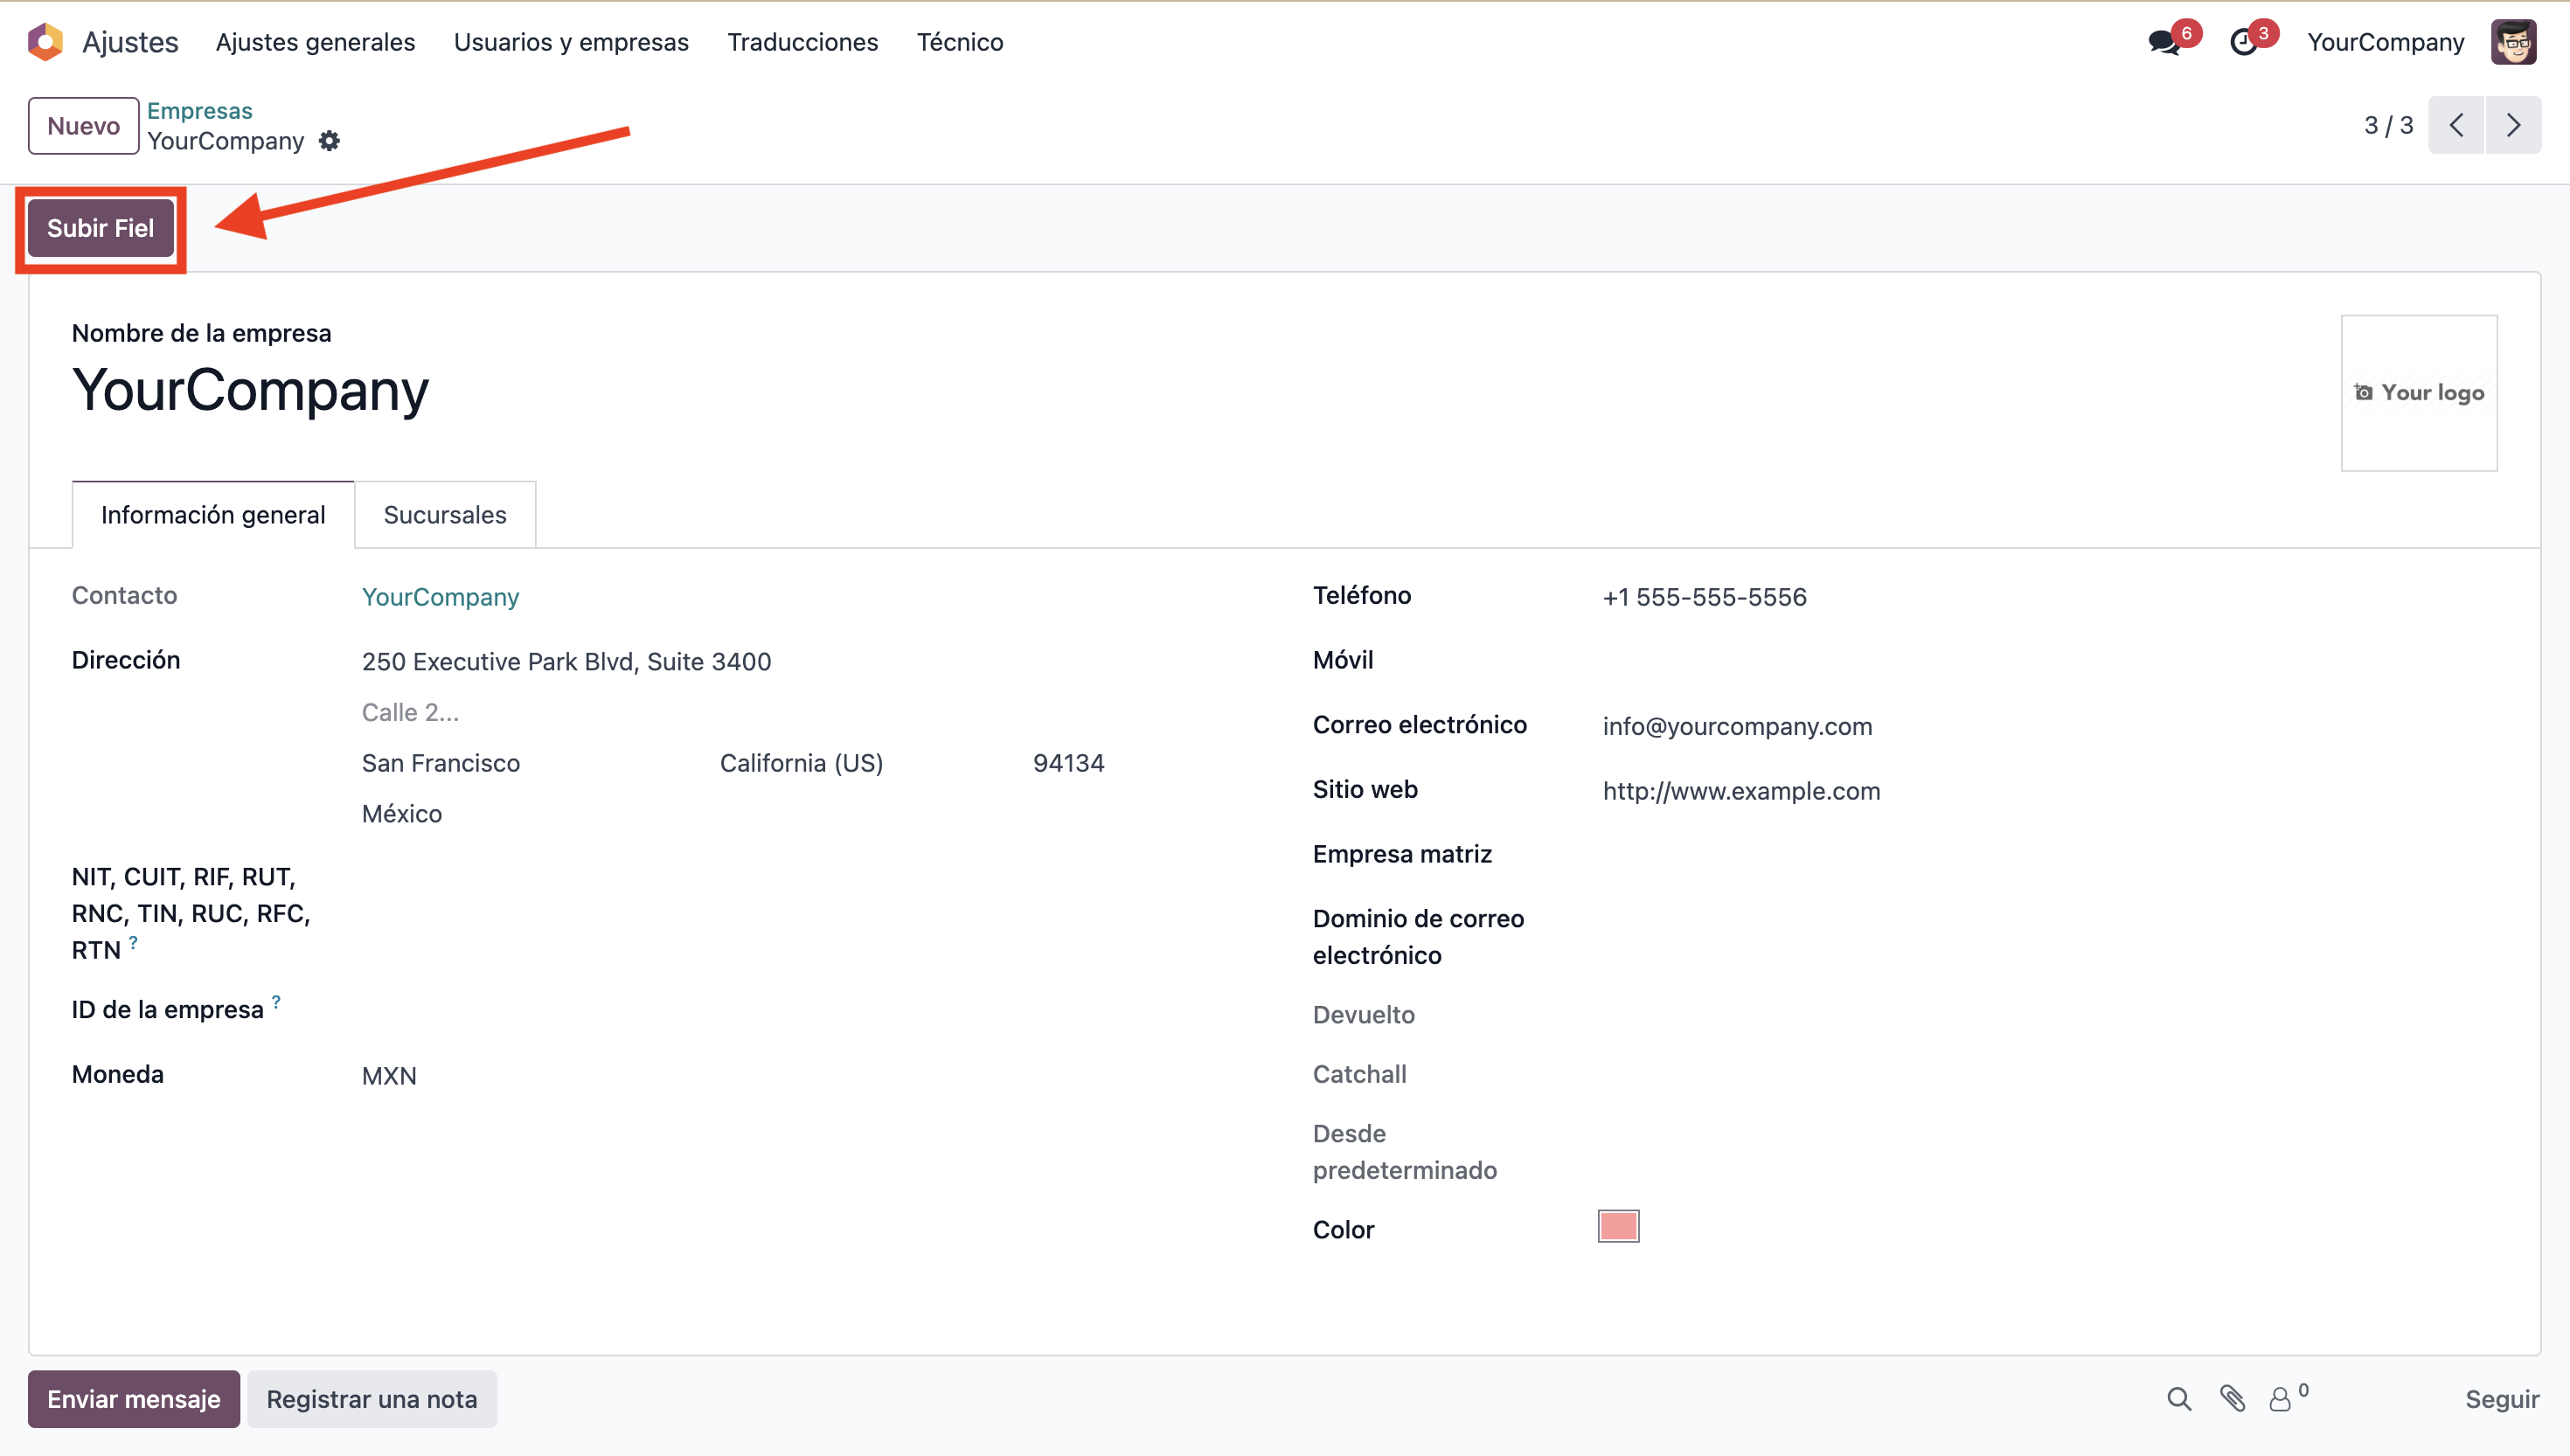 Ajustes Ajustes generales Usuarios y empresas Traducciones Técnico 6 3 YourCompany
Nuevo Empresas
YourCompany 3 / 3
Subir Fiel
Nombre de la empresa
YourCompany
Your logo
Información general Sucursales
Contacto YourCompany
Dirección 250 Executive Park Blvd, Suite 3400
Calle 2...
San Francisco California (US) 94134
México
NIT, CUIT, RIF, RUT,
RNC, TIN, RUC, RFC,
RTN ?
ID de la empresa ?
Moneda MXN
Teléfono +1 555-555-5556
Móvil
Correo electrónico info@yourcompany.com
Sitio web http://www.example.com
Empresa matriz
Dominio de correo
electrónico
Devuelto
Catchall
Desde
predeterminado
Color
Enviar mensaje Registrar una nota 0 Seguir